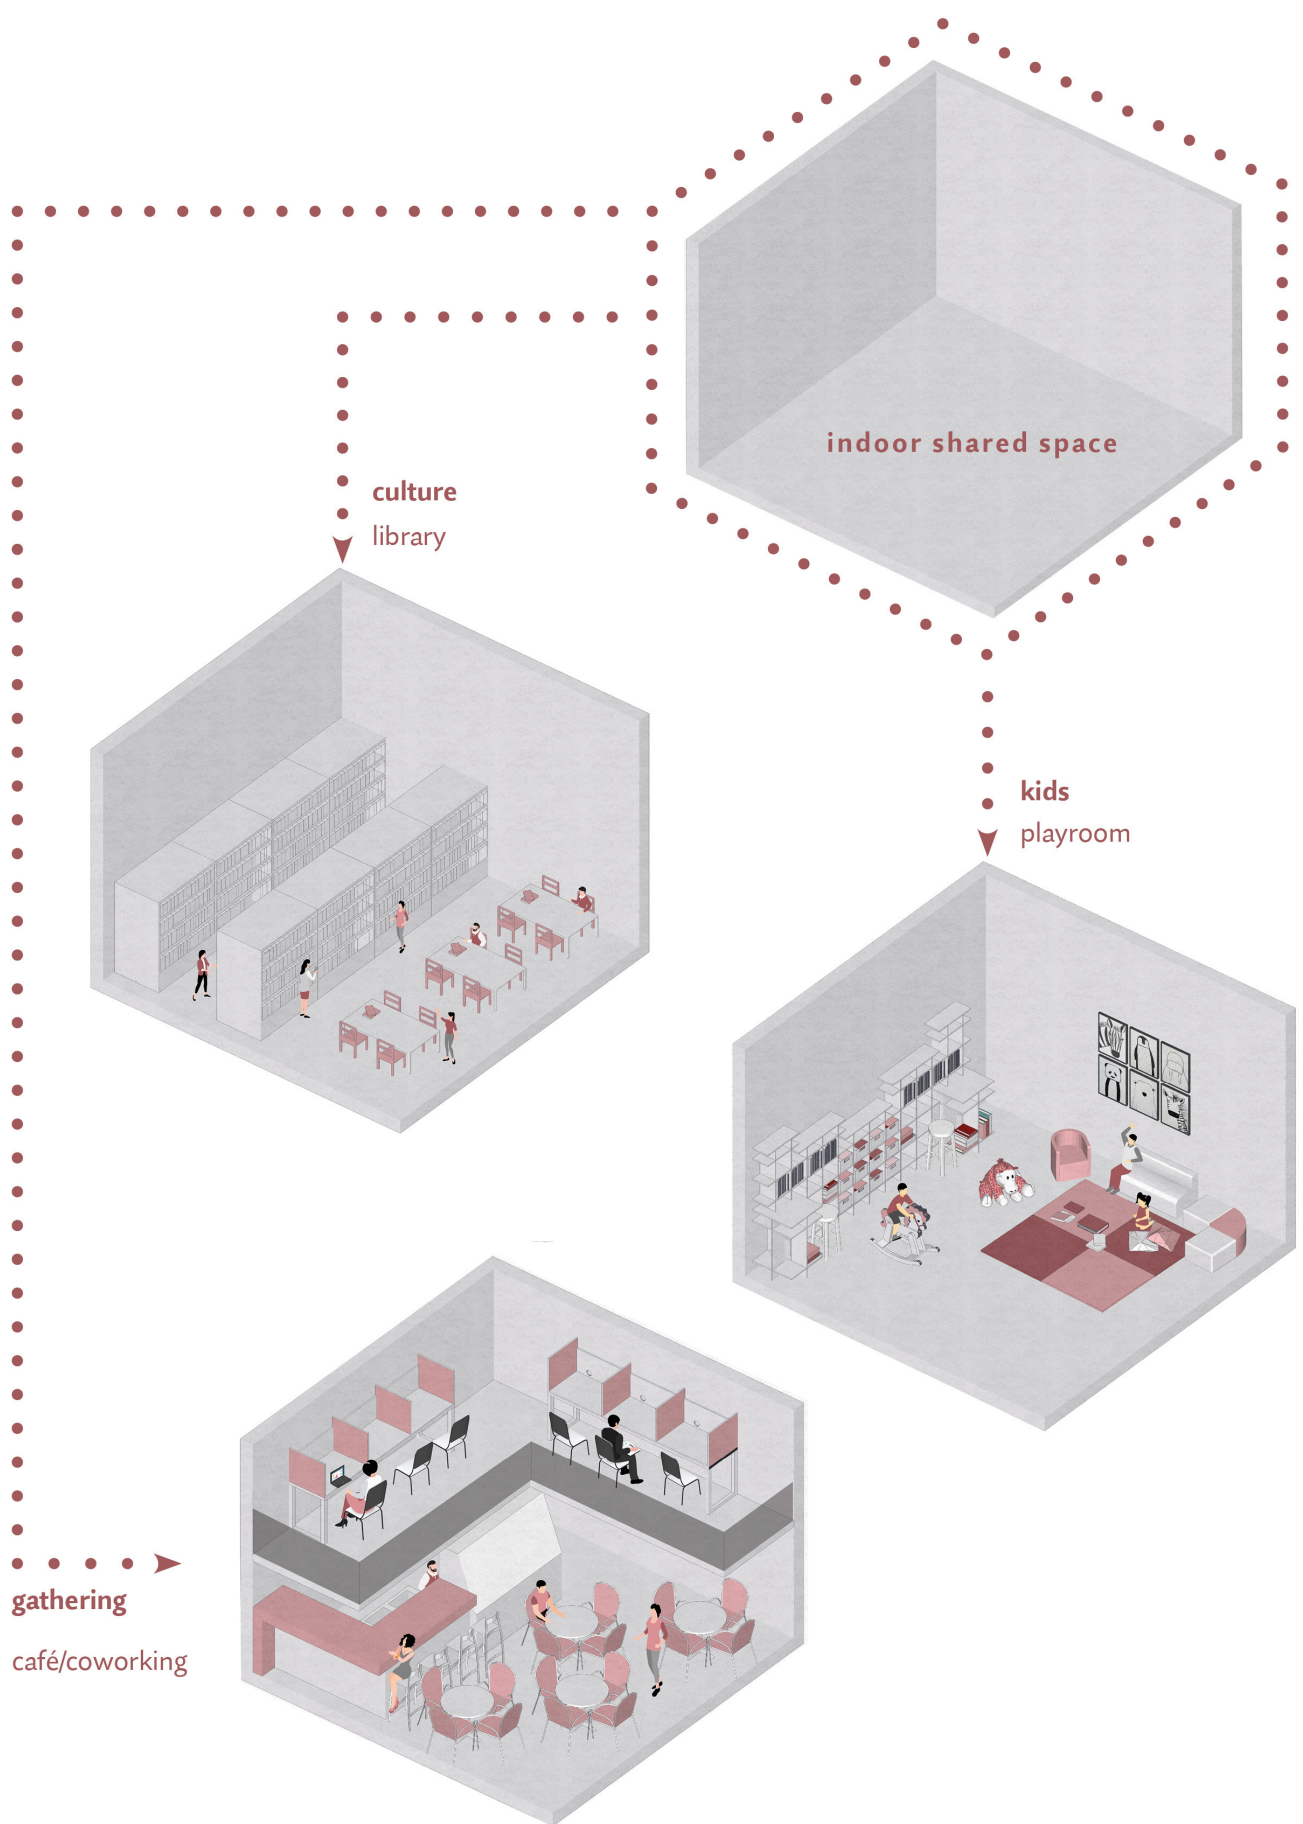 indoor shared space
culture
library
kids
playroom
gathering
café/coworking